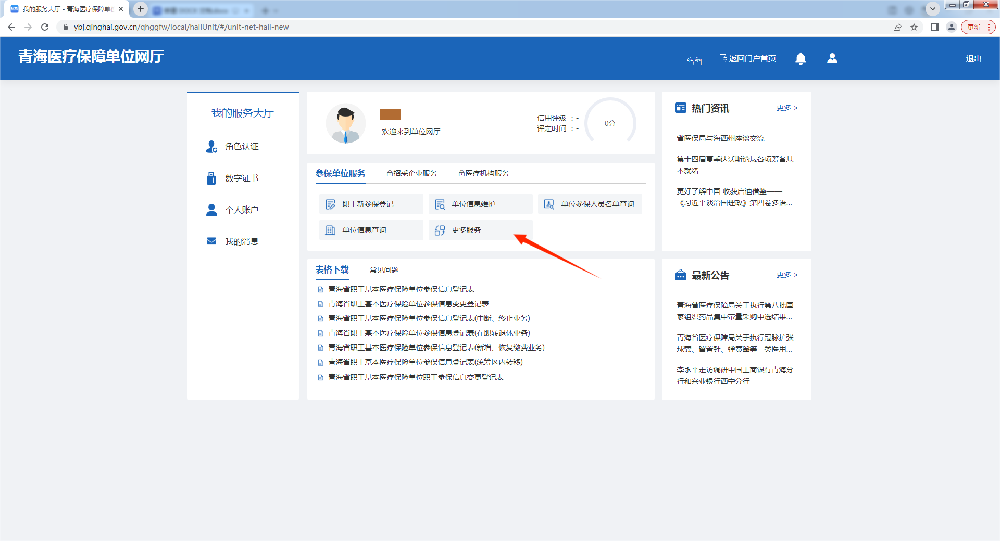 我的服务大厅 - 青海医疗保障单位
ybj.qinghai.gov.cn/qhggfw/local/hallUnit/#/unit-net-hall-new
更新
青海医疗保障单位网厅
བོད་ཡིག
返回门户首页
退出
我的服务大厅
角色认证
数字证书
个人账户
我的消息
欢迎来到单位网厅
信用评级 ：-
评定时间 ：-
0分
参保单位服务
招采企业服务
医疗机构服务
职工新参保登记
单位信息维护
单位参保人员名单查询
单位信息查询
更多服务
表格下载
常见问题
青海省职工基本医疗保险单位参保信息登记表
青海省职工基本医疗保险单位参保信息变更登记表
青海省职工基本医疗保险单位参保信息登记表(中断、终止业务)
青海省职工基本医疗保险单位参保信息登记表(在职转退休业务)
青海省职工基本医疗保险单位参保信息登记表(新增、恢复缴费业务)
青海省职工基本医疗保险单位参保信息登记表(统筹区内转移)
青海省职工基本医疗保险单位职工参保信息变更登记表
热门资讯
更多 >
省医保局与海西州座谈交流
第十四届夏季达沃斯论坛各项筹备基
本就绪
更好了解中国 收获启迪借鉴——
《习近平谈治国理政》第四卷多语...
最新公告
更多 >
青海省医疗保障局关于执行第八批国
家组织药品集中带量采购中选结果...
青海省医疗保障局关于执行冠脉扩张
球囊、留置针、弹簧圈等三类医用...
李永平走访调研中国工商银行青海分
行和兴业银行西宁分行